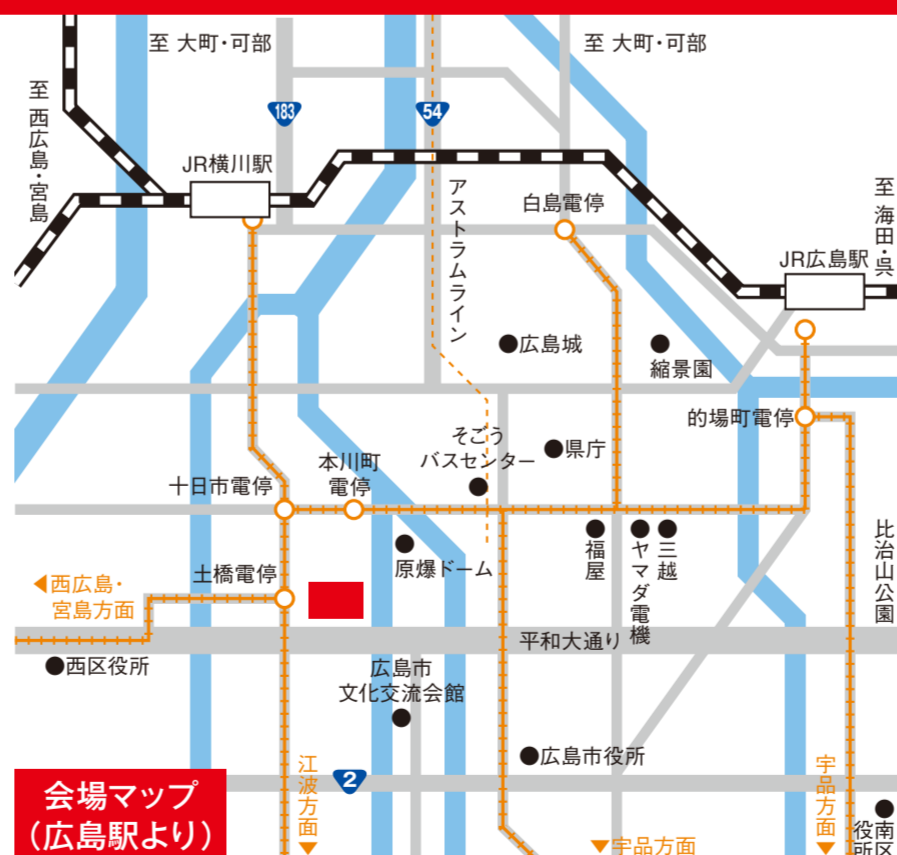 至 大町・可部
至 大町・可部
至 西広島・宮島
183
54
JR横川駅
アストラムライン
白島電停
至 海田・呉
JR広島駅
広島城
縮景園
的場町電停
そごう
バスセンター
県庁
本川町
電停
十日市電停
福屋
ヤマダ電機
三越
比治山公園
原爆ドーム
土橋電停
◀西広島・
宮島方面
平和大通り
西区役所
広島市
文化交流会館
広島市役所
江波方面▼
2
宇品方面▼
▼宇品方面
南区
役所
会場マップ
(広島駅より)